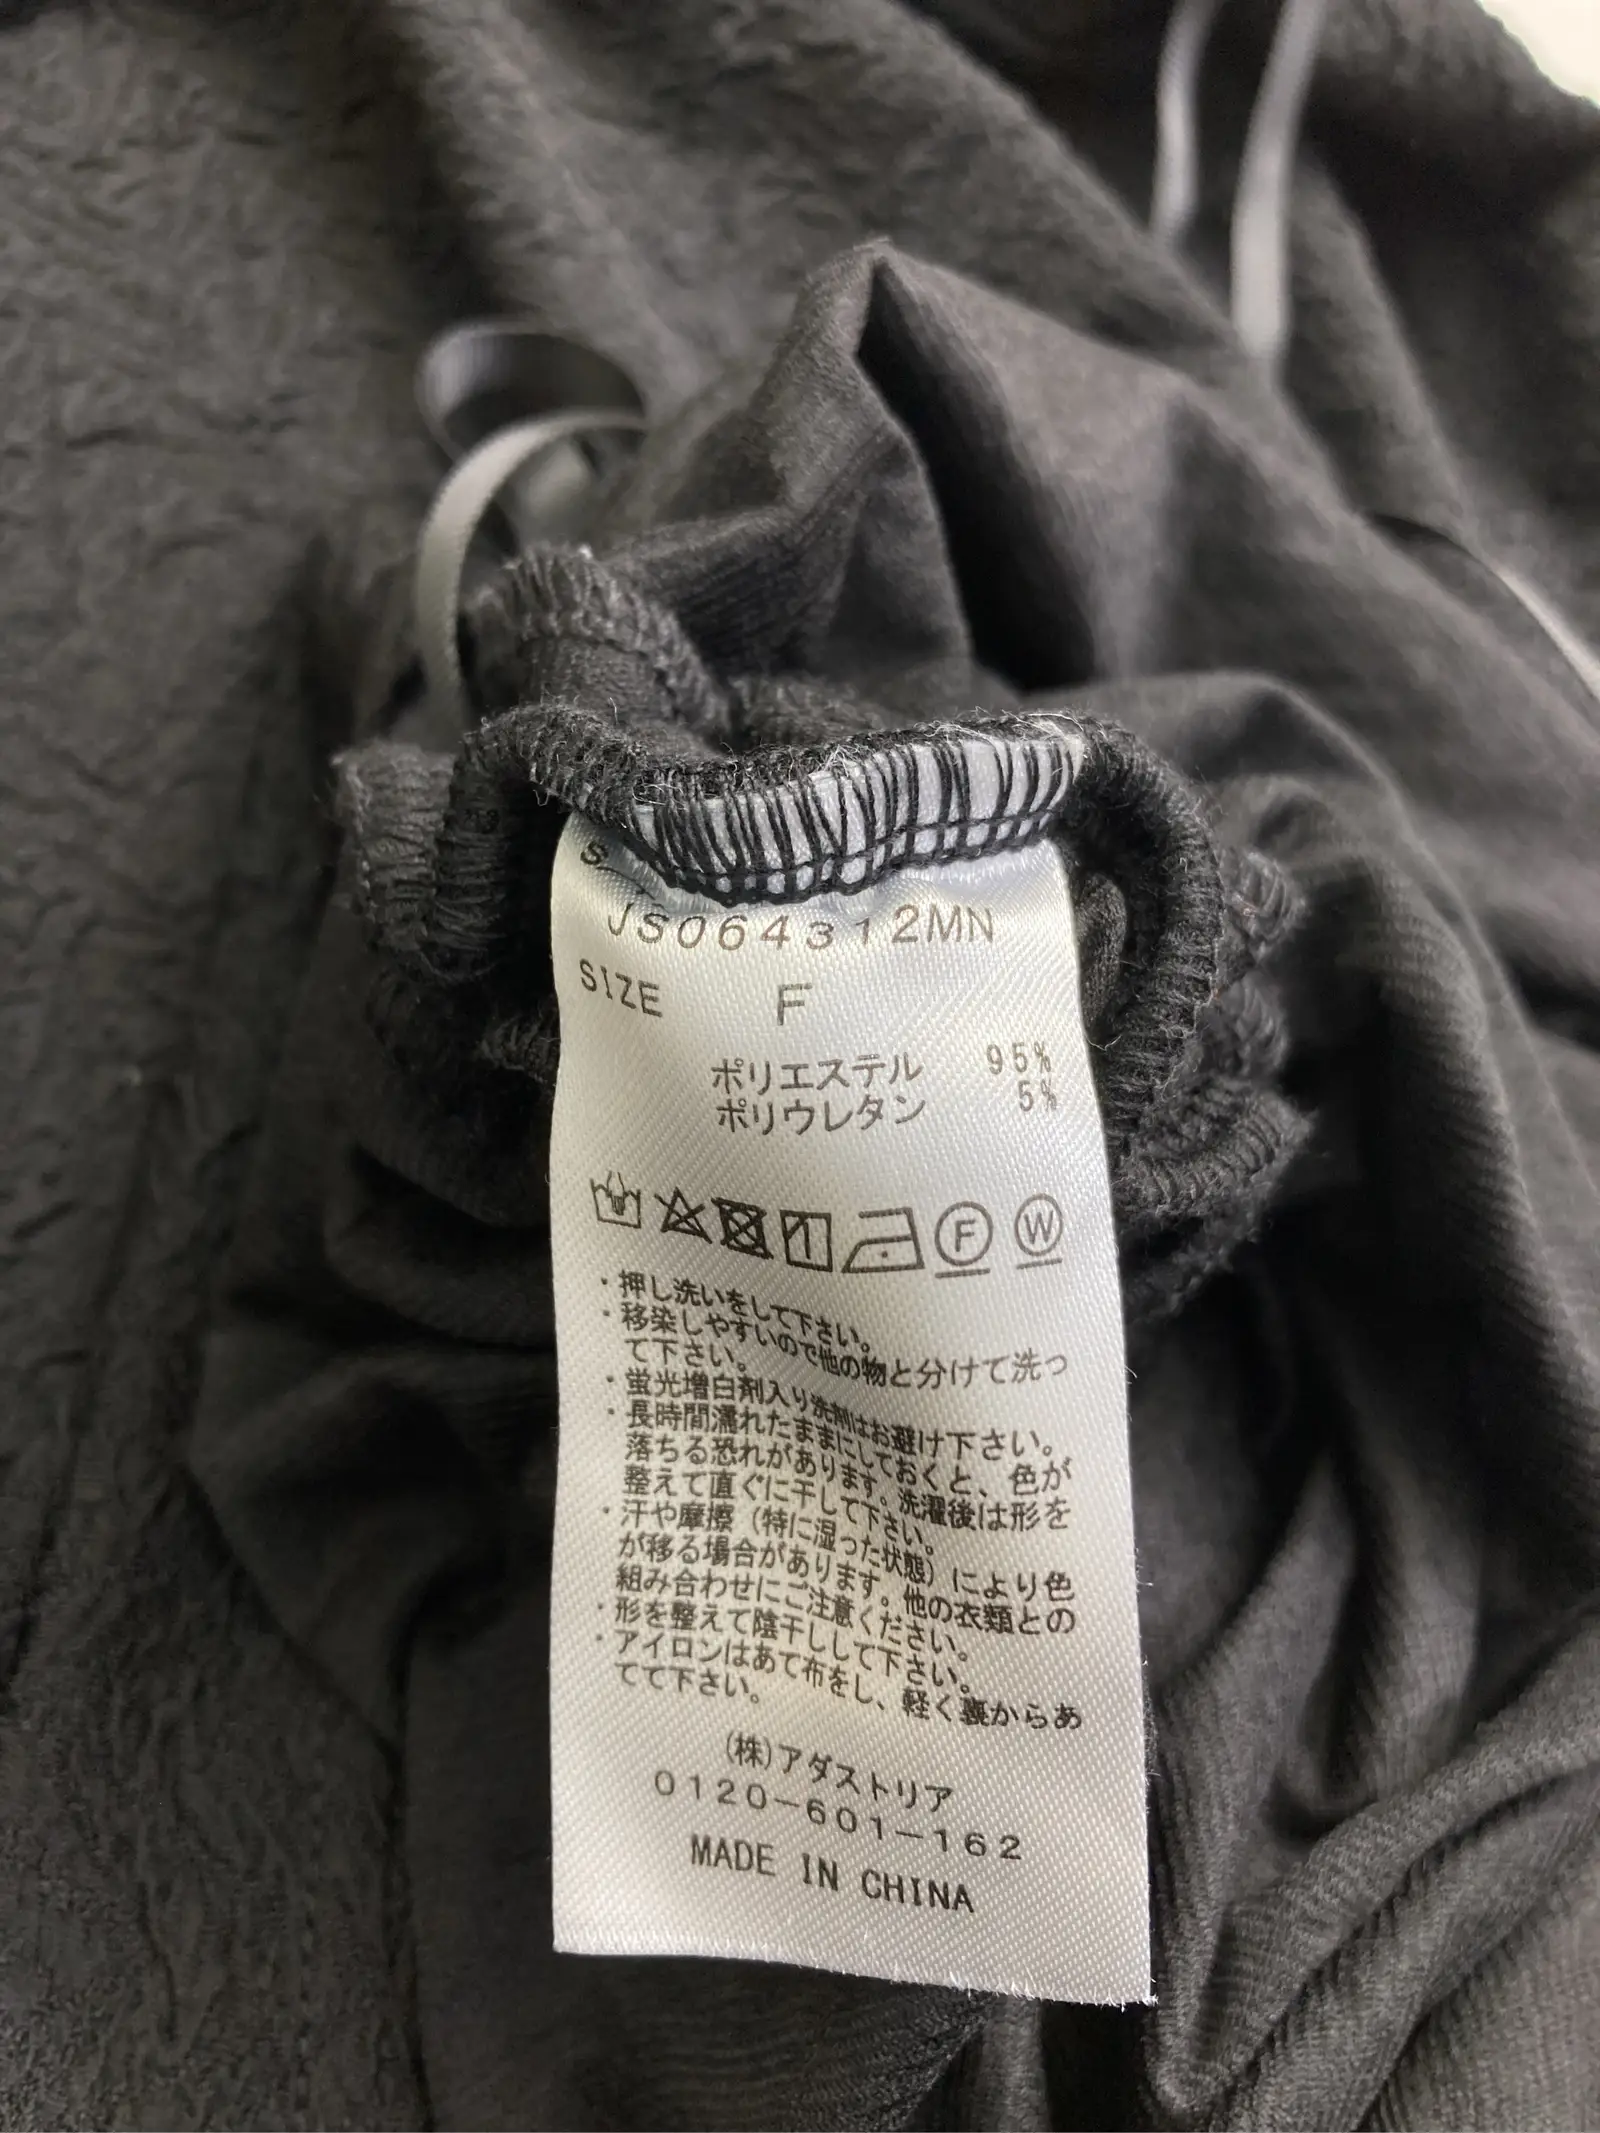 JS064312MN
SIZE F
ポリエステル 95%
ポリウレタン 5%
F W
・押し洗いをして下さい。
・移染しやすいので他の物と分けて洗っ
て下さい。
・蛍光増白剤入り洗剤はお避け下さい。
・長時間濡れたままにしておくと、色が
落ちる恐れがあります。洗濯後は形を
整えて直ぐに干して下さい。
・汗や摩擦（特に湿った状態）により色
が移る場合があります。他の衣類との
組み合わせにご注意ください。
・形を整えて陰干しして下さい。
・アイロンはあて布をし、軽く裏からあ
てて下さい。
(株)アダストリア
0120-601-162
MADE IN CHINA